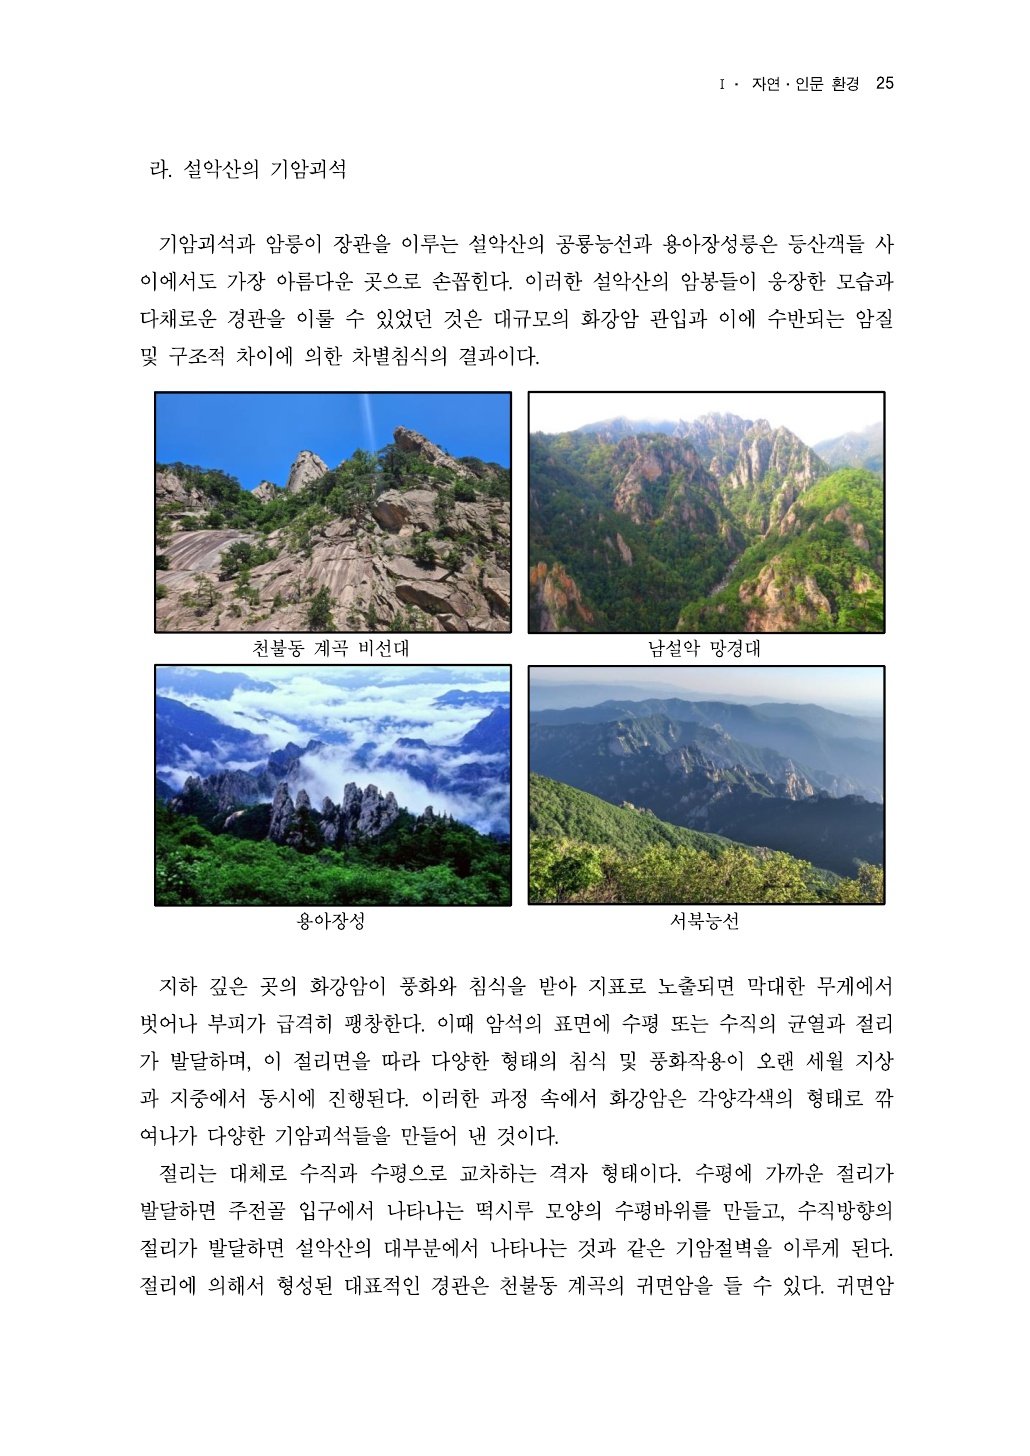 I · 자연·인문 환경 25
라. 설악산의 기암괴석
기암괴석과 암릉이 장관을 이루는 설악산의 공룡능선과 용아장성릉은 등산객들 사
이에서도 가장 아름다운 곳으로 손꼽힌다. 이러한 설악산의 암봉들이 웅장한 모습과
다채로운 경관을 이룰 수 있었던 것은 대규모의 화강암 관입과 이에 수반되는 암질
및 구조적 차이에 의한 차별침식의 결과이다.
천불동 계곡 비선대
남설악 망경대
용아장성
서북능선
지하 깊은 곳의 화강암이 풍화와 침식을 받아 지표로 노출되면 막대한 무게에서
벗어나 부피가 급격히 팽창한다. 이때 암석의 표면에 수평 또는 수직의 균열과 절리
가 발달하며, 이 절리면을 따라 다양한 형태의 침식 및 풍화작용이 오랜 세월 지상
과 지중에서 동시에 진행된다. 이러한 과정 속에서 화강암은 각양각색의 형태로 깎
여나가 다양한 기암괴석들을 만들어 낸 것이다.
절리는 대체로 수직과 수평으로 교차하는 격자 형태이다. 수평에 가까운 절리가
발달하면 주전골 입구에서 나타나는 떡시루 모양의 수평바위를 만들고, 수직방향의
절리가 발달하면 설악산의 대부분에서 나타나는 것과 같은 기암절벽을 이루게 된다.
절리에 의해서 형성된 대표적인 경관은 천불동 계곡의 귀면암을 들 수 있다. 귀면암